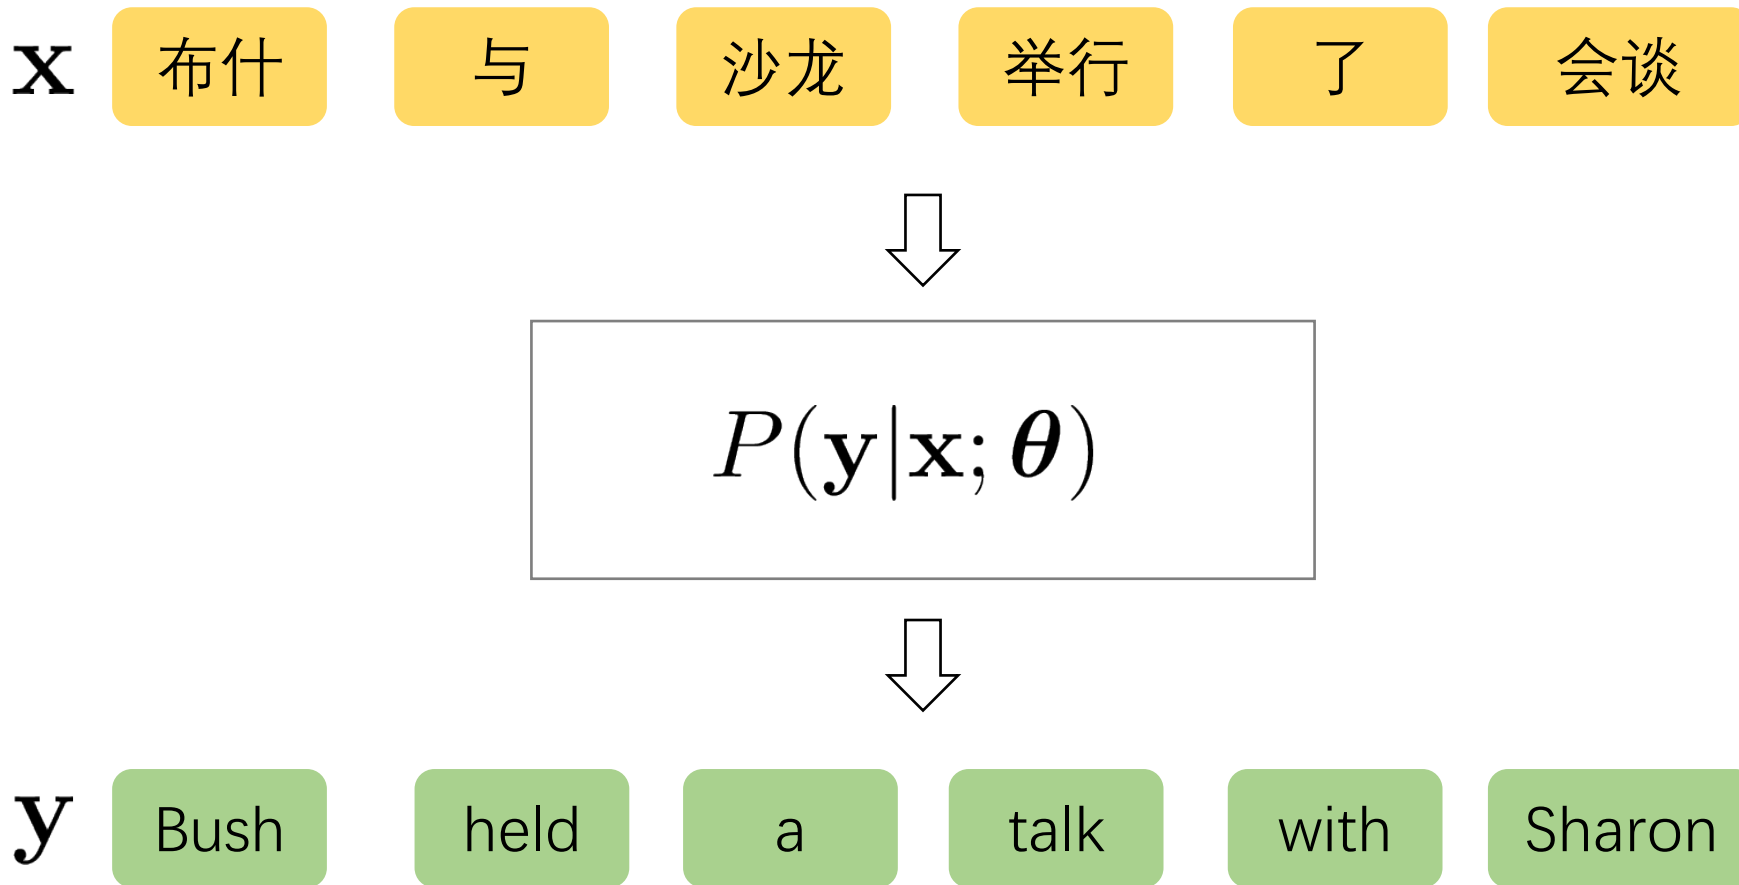 x 布什 与 沙龙 举行 了 会谈
P(y|x; θ)
y Bush held a talk with Sharon